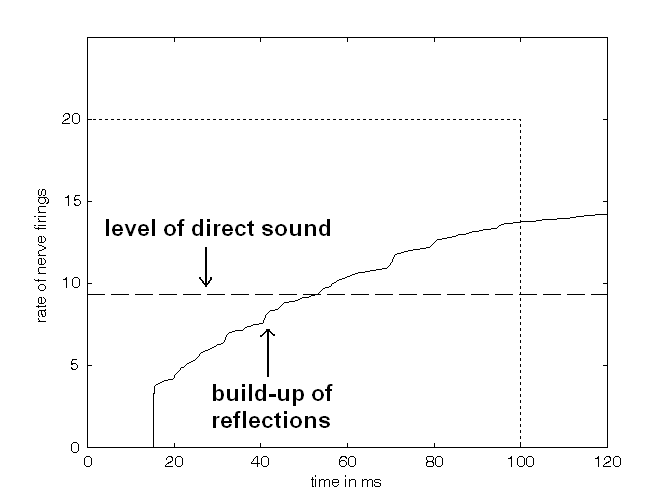 20
15
10
5
0
rate of nerve firings
level of direct sound
build-up of
reflections
0 20 40 60 80 100 120
time in ms